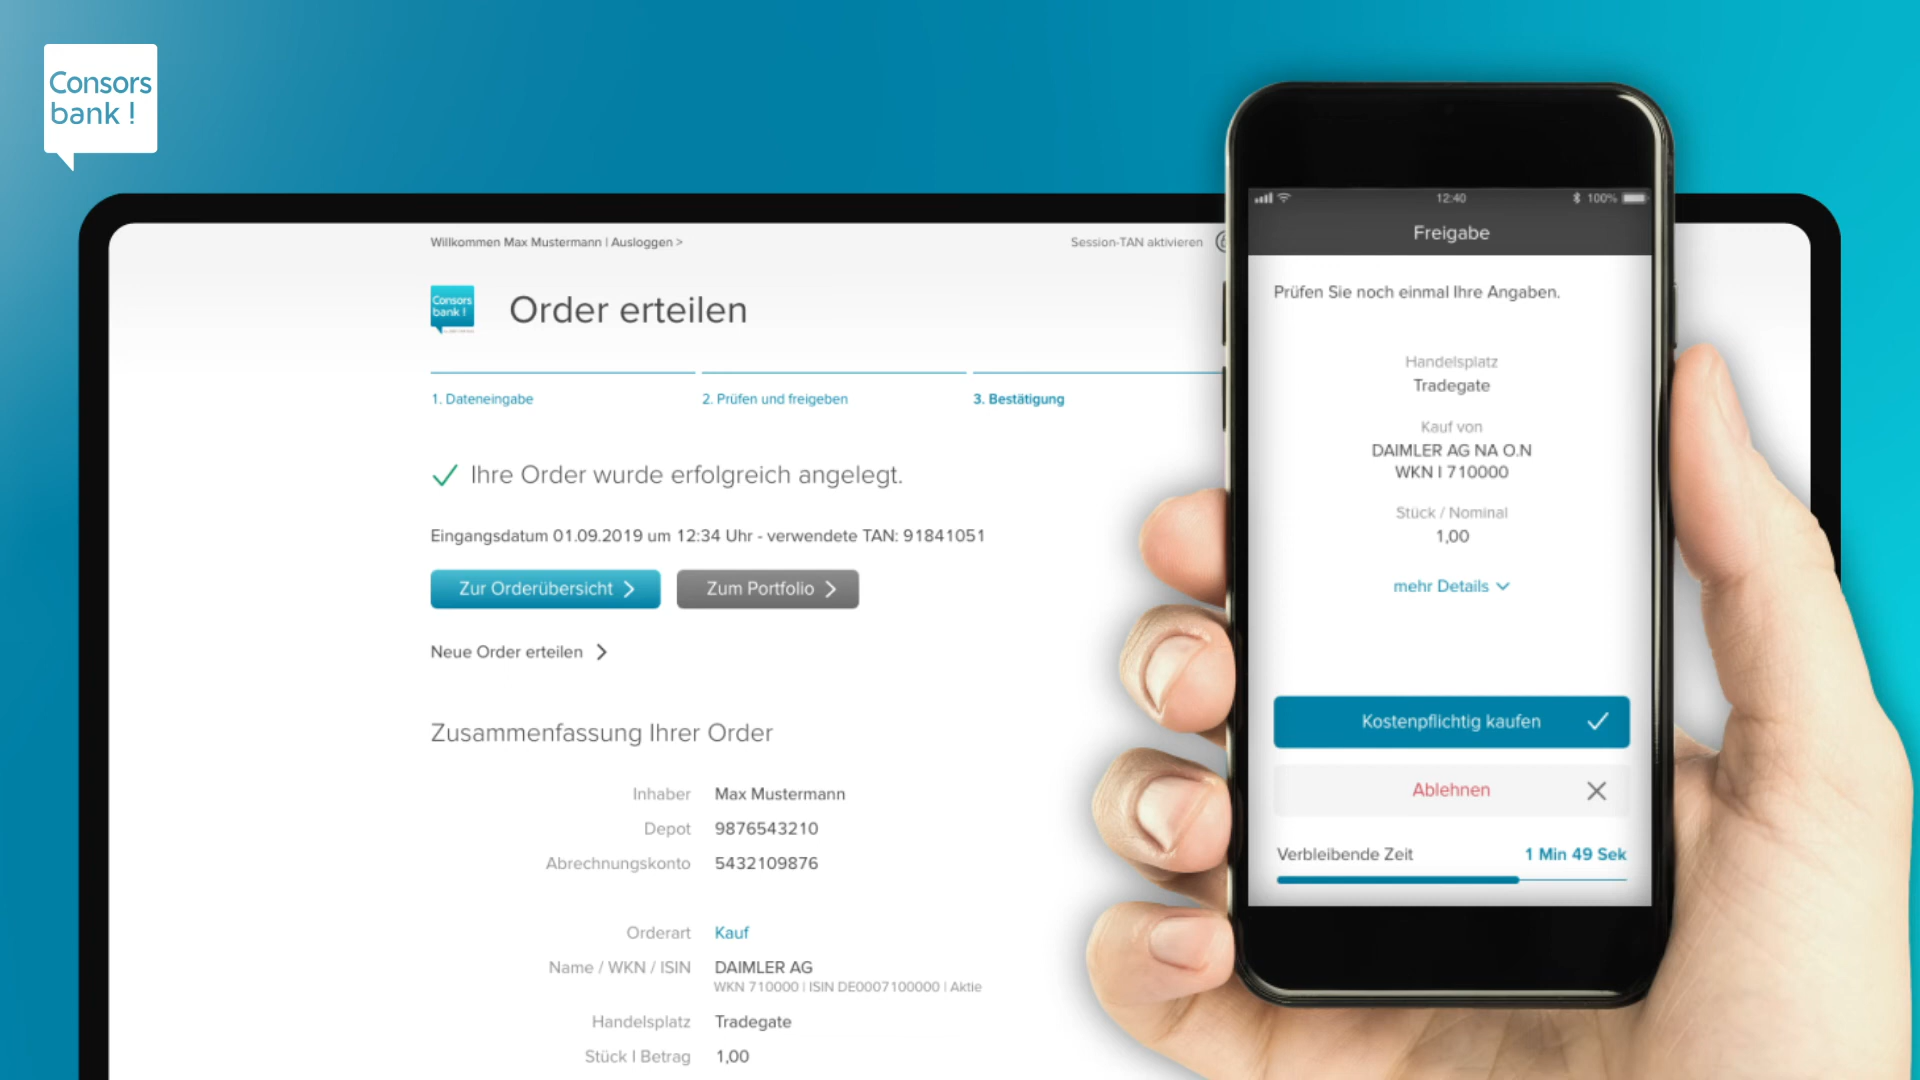 Consors
bank !
Willkommen Max Mustermann | Ausloggen >
Session-TAN aktivieren
Consors
bank !
Order erteilen
1. Dateneingabe
2. Prüfen und freigeben
3. Bestätigung
Ihre Order wurde erfolgreich angelegt.
Eingangsdatum 01.09.2019 um 12:34 Uhr - verwendete TAN: 91841051
Zur Orderübersicht
Zum Portfolio
Neue Order erteilen
Zusammenfassung Ihrer Order
Inhaber Max Mustermann
Depot 9876543210
Abrechnungskonto 5432109876
Orderart Kauf
Name / WKN / ISIN DAIMLER AG
WKN 710000 | ISIN DE0007100000 | Aktie
Handelsplatz Tradegate
Stück | Betrag 1,00
12:40
100%
Freigabe
Prüfen Sie noch einmal Ihre Angaben.
Handelsplatz
Tradegate
Kauf von
DAIMLER AG NA O.N
WKN I 710000
Stück / Nominal
1,00
mehr Details
Kostenpflichtig kaufen
Ablehnen
Verbleibende Zeit 1 Min 49 Sek